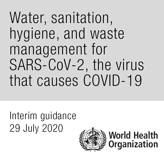 Water, sanitation,
hygiene, and waste
management for
SARS-CoV-2, the virus
that causes COVID-19
Interim guidance
29 July 2020
World Health
Organization